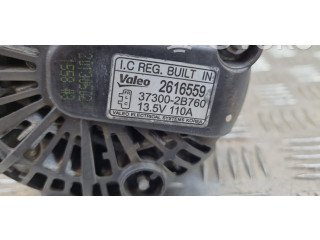 I.C REG. BUILT IN
Valeo 2616559
37300-2B760
13.5V 110A
VALEO ELECTRICAL SYSTEMS KOREA